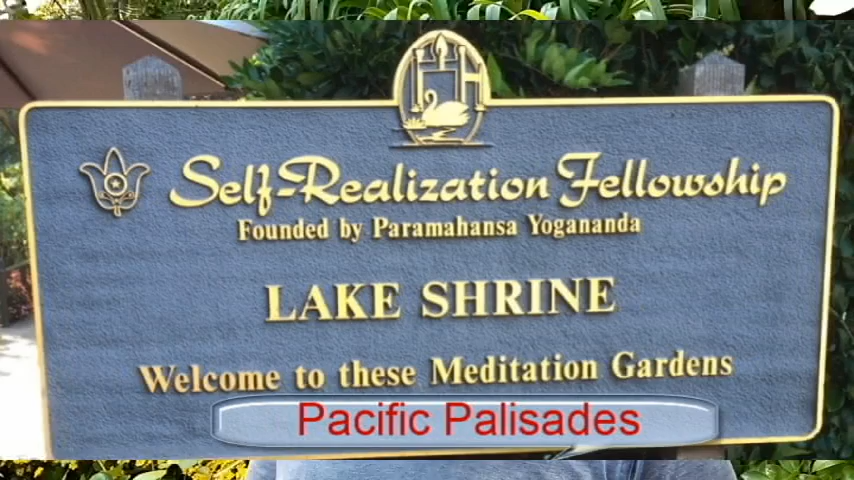 Self-Realization Fellowship
Founded by Paramahansa Yogananda
LAKE SHRINE
Welcome to these Meditation Gardens
Pacific Palisades